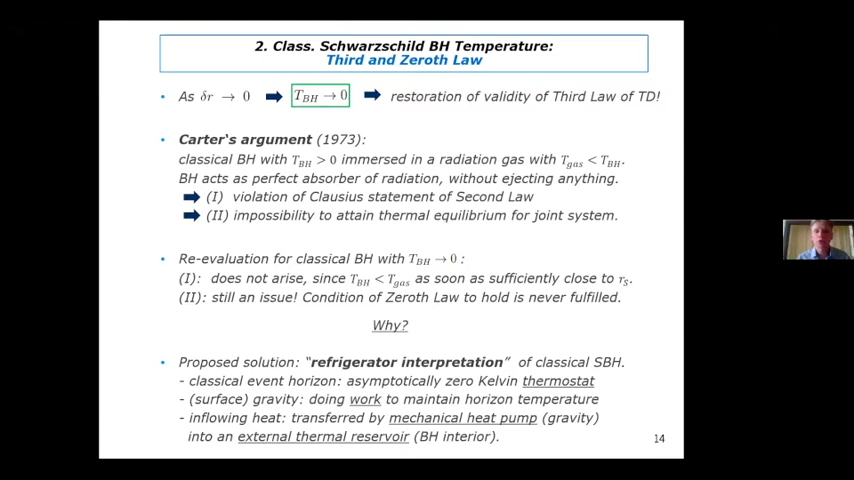 2. Class. Schwarzschild BH Temperature:
Third and Zeroth Law
• As δr → 0 ➡ T_BH → 0 ➡ restoration of validity of Third Law of TD!
• Carter's argument (1973):
classical BH with T_BH > 0 immersed in a radiation gas with T_gas < T_BH.
BH acts as perfect absorber of radiation, without ejecting anything.
➡ (I) violation of Clausius statement of Second Law
➡ (II) impossibility to attain thermal equilibrium for joint system.
• Re-evaluation for classical BH with T_BH → 0 :
(I): does not arise, since T_BH < T_gas as soon as sufficiently close to r_S.
(II): still an issue! Condition of Zeroth Law to hold is never fulfilled.
Why?
• Proposed solution: "refrigerator interpretation" of classical SBH.
- classical event horizon: asymptotically zero Kelvin thermostat
- (surface) gravity: doing work to maintain horizon temperature
- inflowing heat: transferred by mechanical heat pump (gravity)
into an external thermal reservoir (BH interior).
14